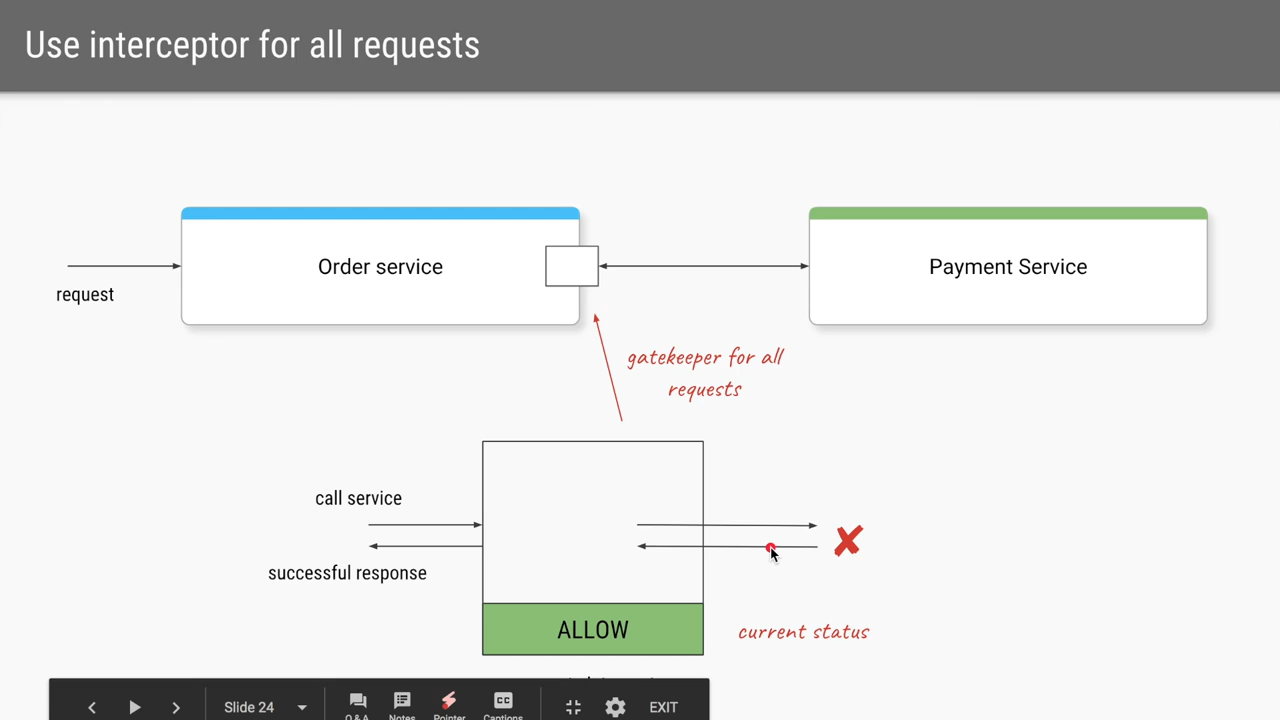 Use interceptor for all requests
Order service
Payment Service
request
gatekeeper for all
requests
call service
successful response
ALLOW
current status
Slide 24
Q & A
Notes
Pointer
Captions
EXIT